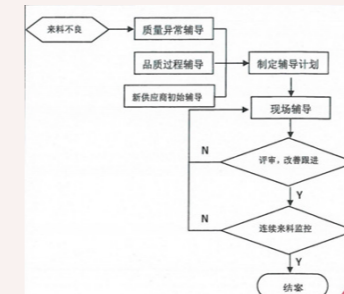 来料不良
质量异常辅导
品质过程辅导
制定辅导计划
新供应商初始辅导
现场辅导
N
评审，改善跟进
Y
N
连续来料监控
Y
结案